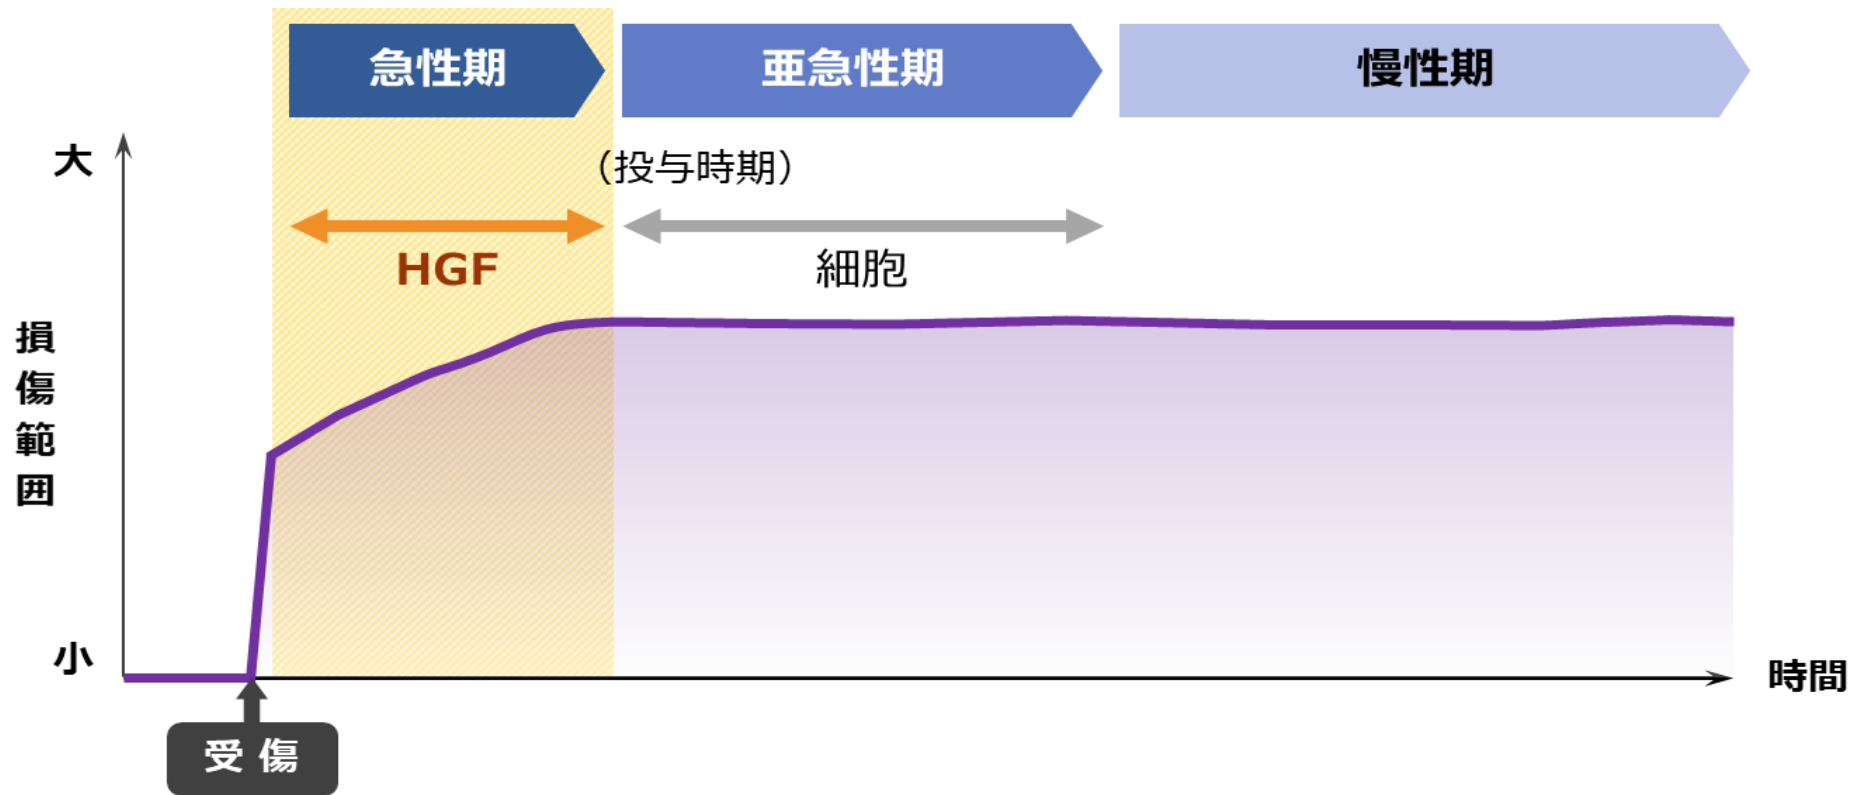 急性期
亜急性期
慢性期
大
（投与時期）
HGF
細胞
損傷範囲
小
時間
受傷